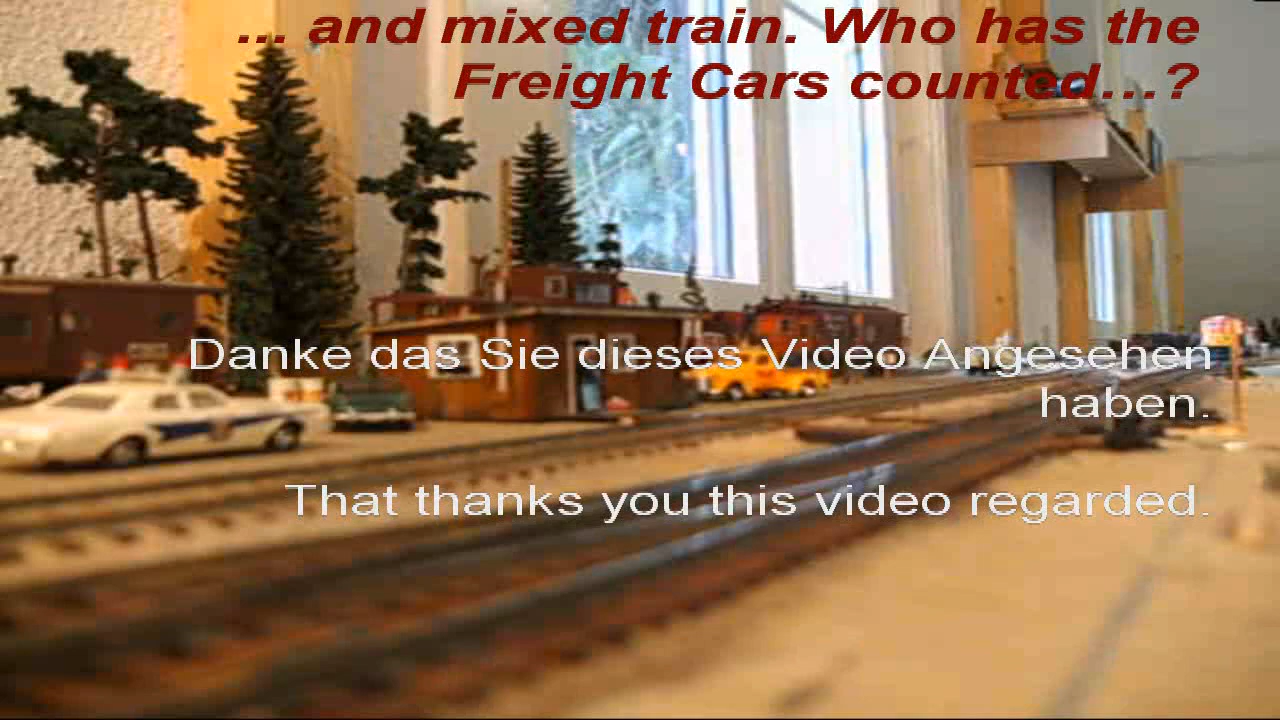 ... and mixed train. Who has the
Freight Cars counted...?
Danke das Sie dieses Video Angesehen
haben.
That thanks you this video regarded.